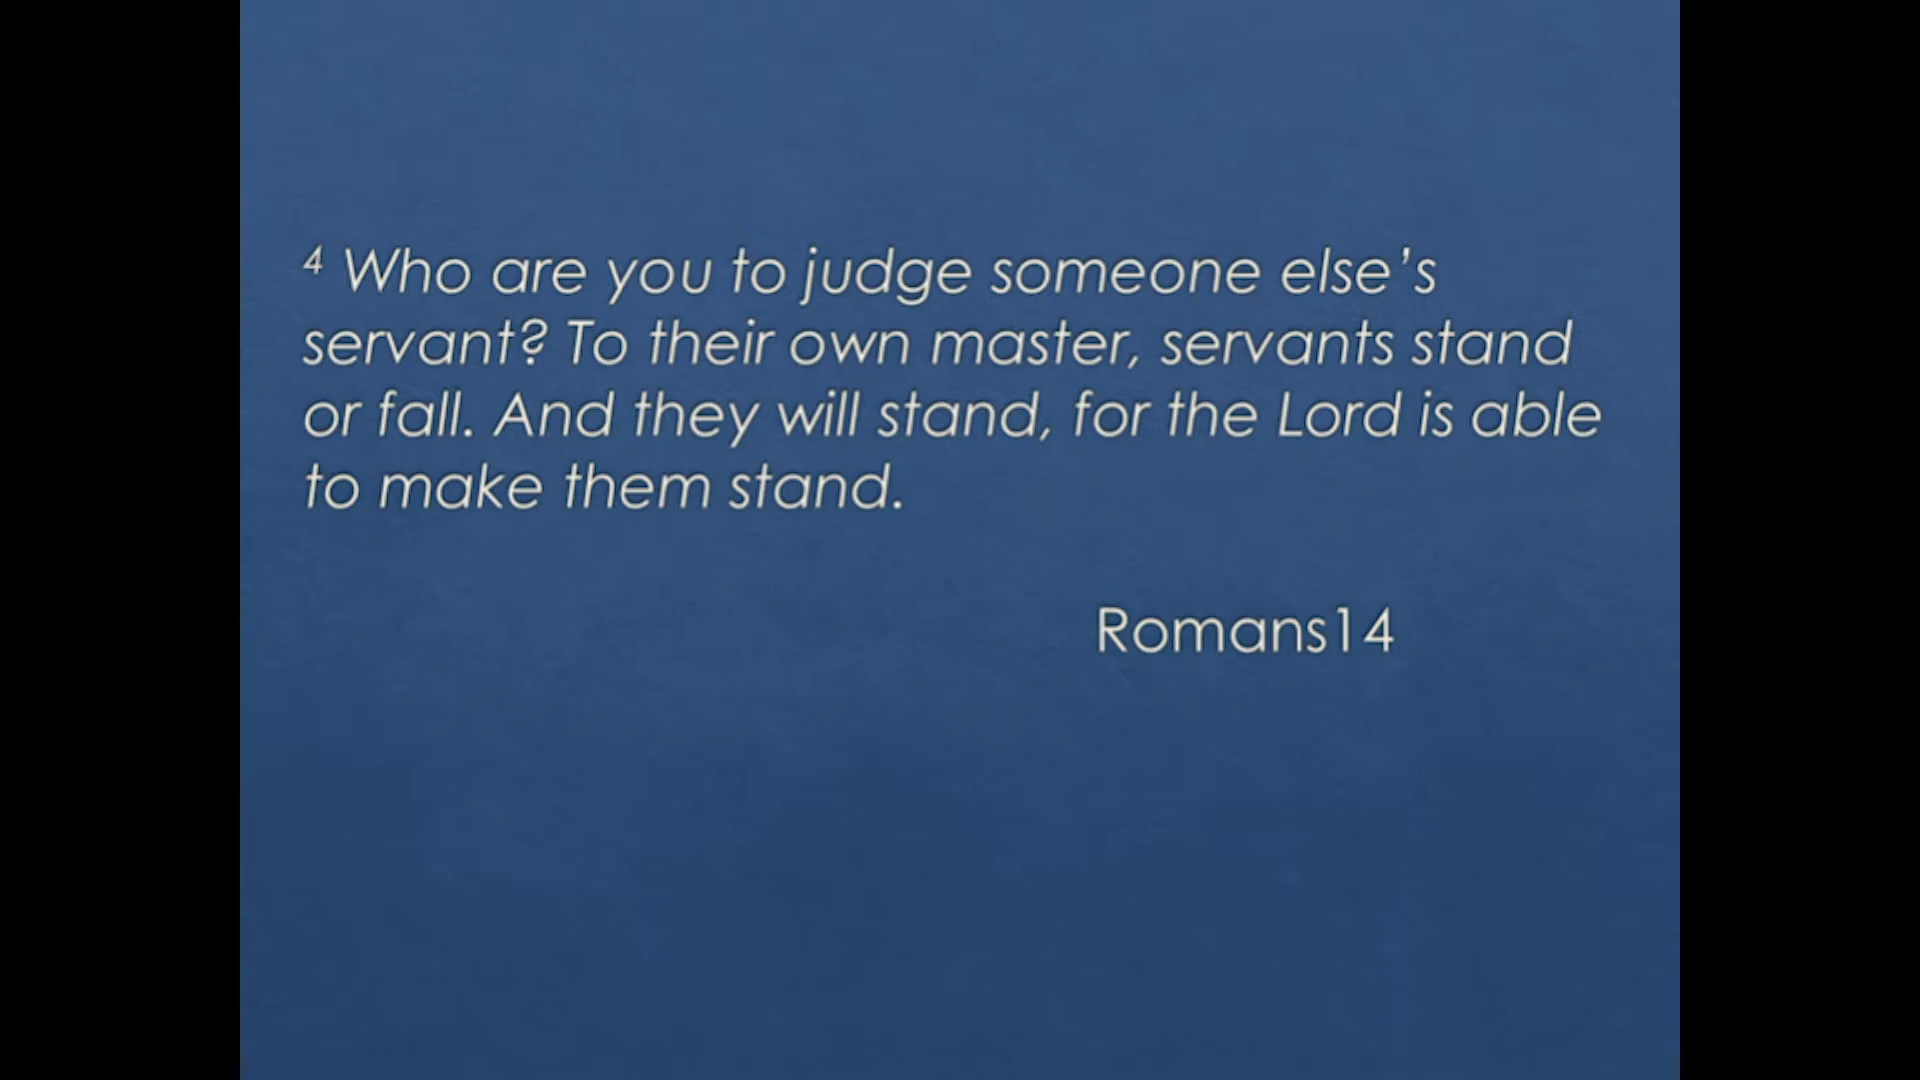 4 Who are you to judge someone else’s
servant? To their own master, servants stand
or fall. And they will stand, for the Lord is able
to make them stand.
Romans14